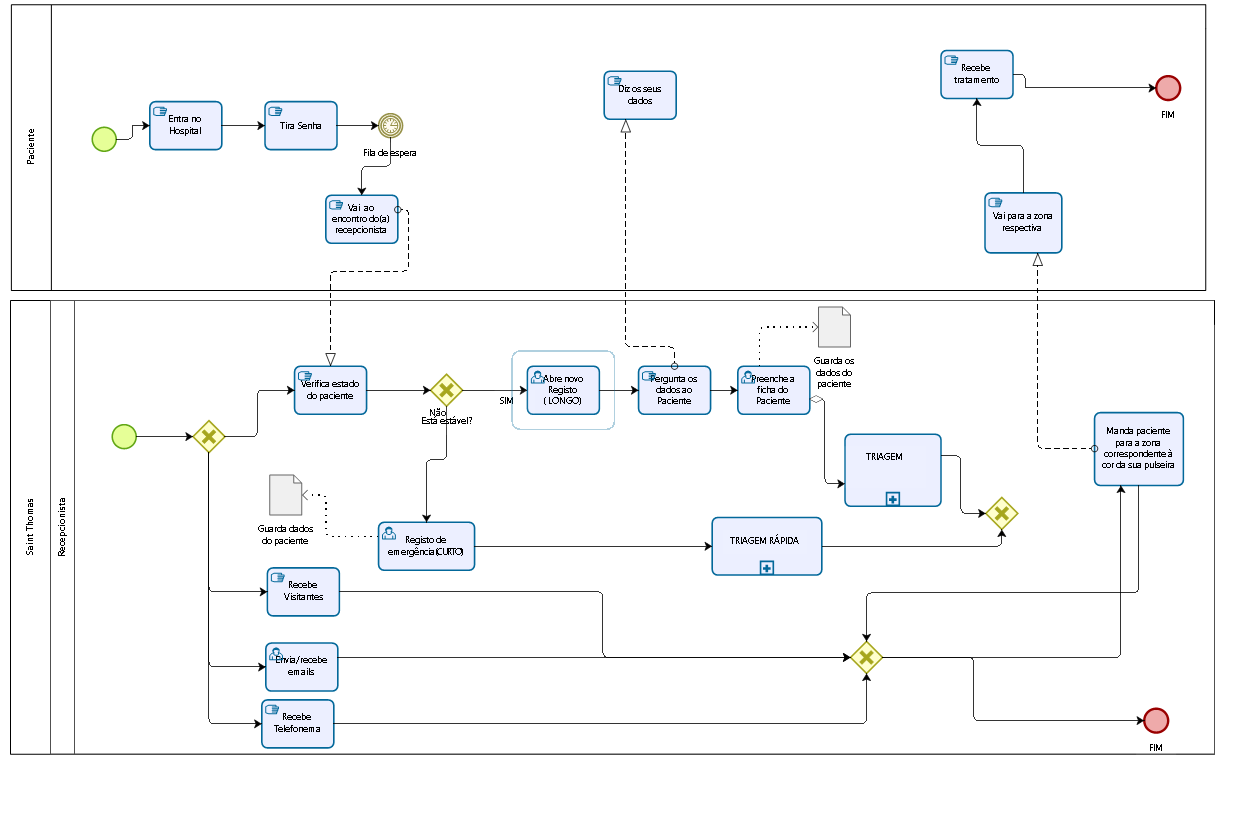 Paciente
Entra no
Hospital
Tira Senha
Fila de espera
Vai ao
encontro do(a)
recepcionista
Diz os seus
dados
Recebe
tratamento
FIM
Vai para a zona
respectiva
Saint Thomas
Recepcionista
Verifica estado
do paciente
Não
Está estável?
SIM
Abre novo
Registo
( LONGO)
Pergunta os
dados ao
Paciente
Preenche a
ficha do
Paciente
Guarda os
dados do
paciente
TRIAGEM
Manda paciente
para a zona
correspondente à
cor da sua pulseira
Guarda dados
do paciente
Registo de
emergência(CURTO)
TRIAGEM RÁPIDA
Recebe
Visitantes
Envia/recebe
emails
Recebe
Telefonema
FIM